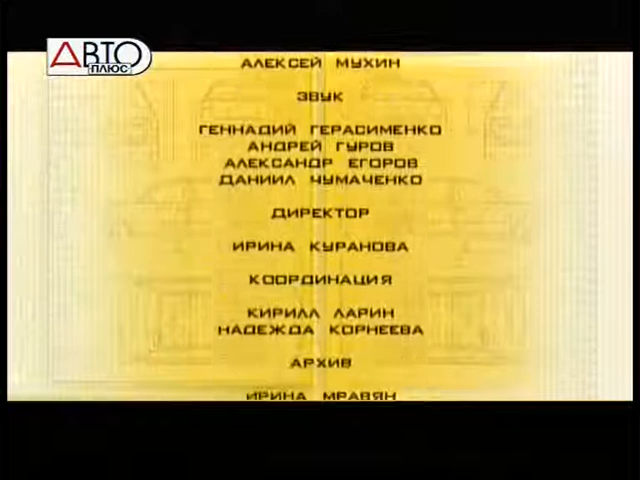 АВТО
ПЛЮС
АЛЕКСЕЙ МУХИН
ЗВУК
ГЕННАДИЙ ГЕРАСИМЕНКО
АНДРЕЙ ГУРОВ
АЛЕКСАНДР ЕГОРОВ
ДАНИИЛ ЧУМАЧЕНКО
ДИРЕКТОР
ИРИНА КУРАНОВА
КООРДИНАЦИЯ
КИРИЛЛ ЛАРИН
НАДЕЖДА КОРНЕЕВА
АРХИВ
ИРИНА МРАВЯН